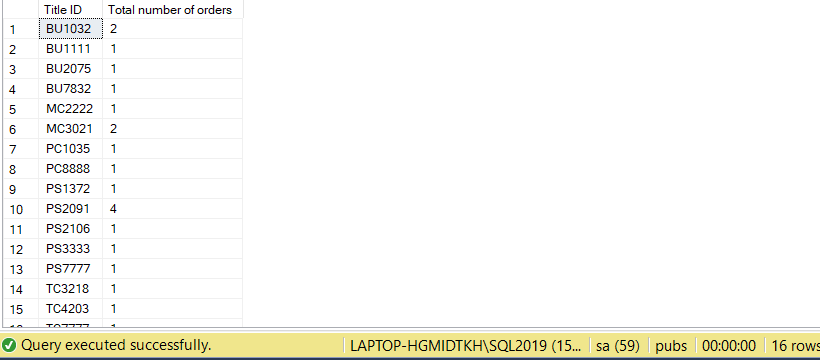 Title ID Total number of orders
1 BU1032 2
2 BU1111 1
3 BU2075 1
4 BU7832 1
5 MC2222 1
6 MC3021 2
7 PC1035 1
8 PC8888 1
9 PS1372 1
10 PS2091 4
11 PS2106 1
12 PS3333 1
13 PS7777 1
14 TC3218 1
15 TC4203 1
Query executed successfully. LAPTOP-HGMIDTKH\SQL2019 (15... sa (59) pubs 00:00:00 16 rows